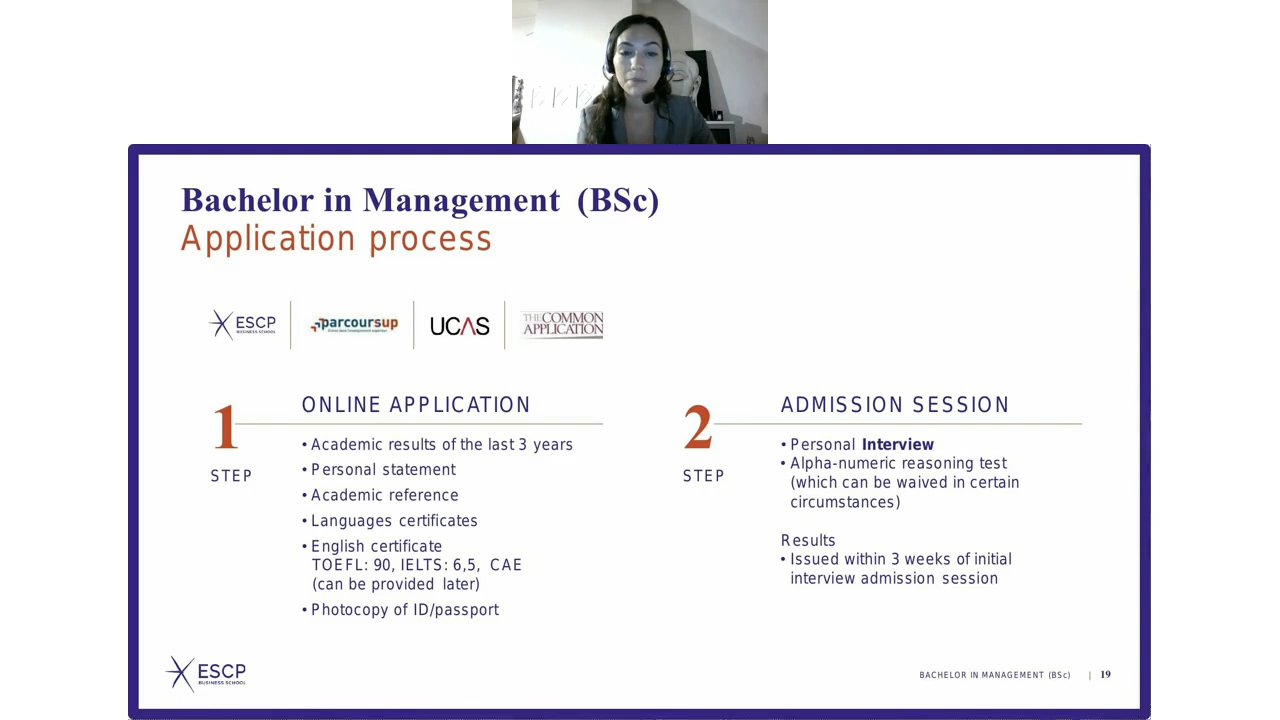 Bachelor in Management (BSc)
Application process
ESCP
BUSINESS SCHOOL
parcoursup
UCAS
THE COMMON
APPLICATION
1
STEP
ONLINE APPLICATION
• Academic results of the last 3 years
• Personal statement
• Academic reference
• Languages certificates
• English certificate
TOEFL: 90, IELTS: 6,5, CAE
(can be provided later)
• Photocopy of ID/passport
2
STEP
ADMISSION SESSION
• Personal Interview
• Alpha-numeric reasoning test
(which can be waived in certain
circumstances)
Results
• Issued within 3 weeks of initial
interview admission session
ESCP
BUSINESS SCHOOL
BACHELOR IN MANAGEMENT (BSc) | 19